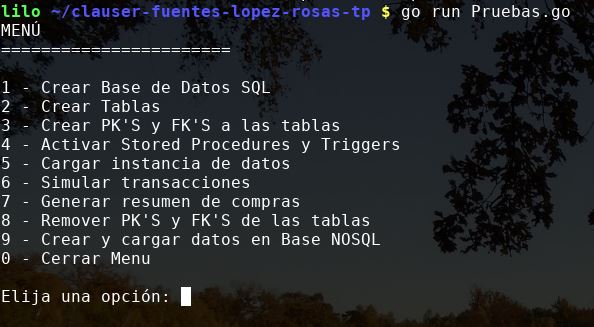 lilo ~/clauser-fuentes-lopez-rosas-tp $ go run Pruebas.go
MENÚ
=======================
1 - Crear Base de Datos SQL
2 - Crear Tablas
3 - Crear PK'S y FK'S a las tablas
4 - Activar Stored Procedures y Triggers
5 - Cargar instancia de datos
6 - Simular transacciones
7 - Generar resumen de compras
8 - Remover PK'S y FK'S de las tablas
9 - Crear y cargar datos en Base NOSQL
0 - Cerrar Menu
Elija una opción: